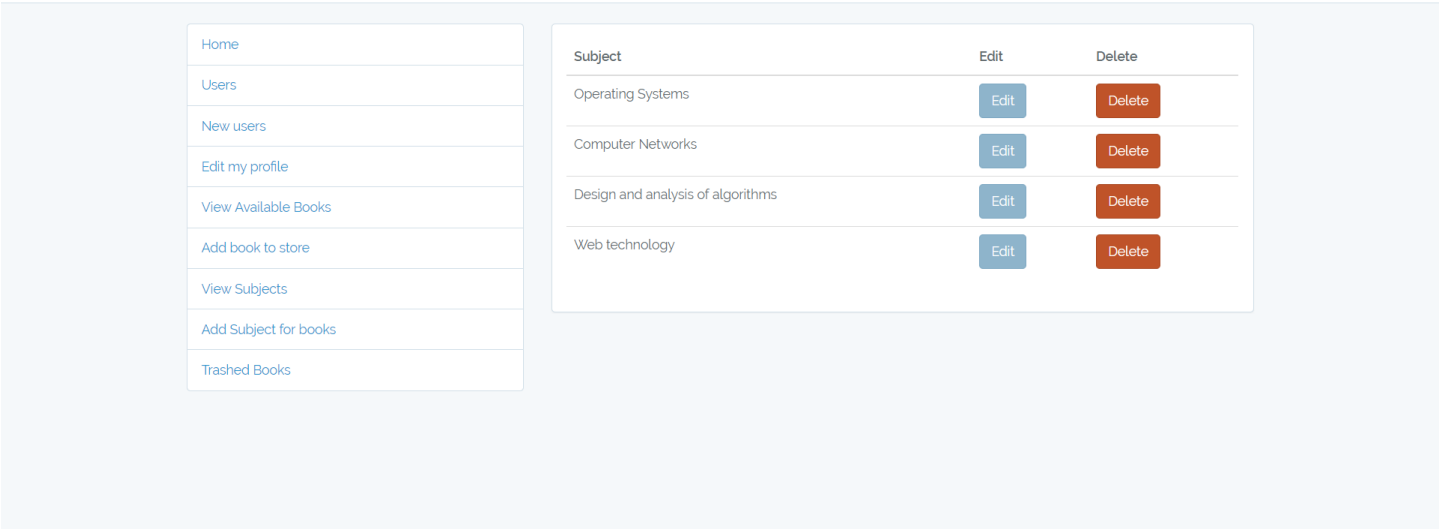 Home
Users
New users
Edit my profile
View Available Books
Add book to store
View Subjects
Add Subject for books
Trashed Books
Subject Edit Delete
Operating Systems Edit Delete
Computer Networks Edit Delete
Design and analysis of algorithms Edit Delete
Web technology Edit Delete